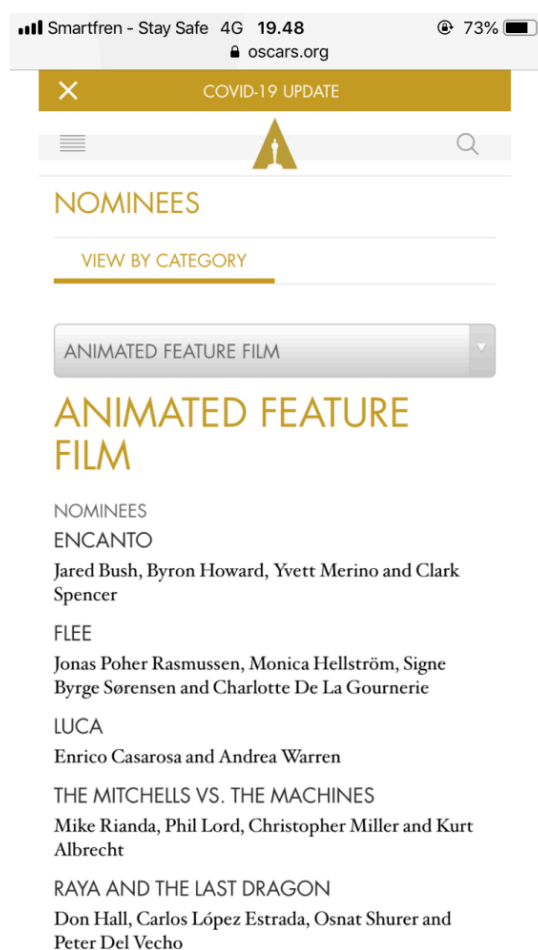 Smartfren - Stay Safe 4G 19.48 73%
oscars.org
COVID-19 UPDATE
NOMINEES
VIEW BY CATEGORY
ANIMATED FEATURE FILM
ANIMATED FEATURE
FILM
NOMINEES
ENCANTO
Jared Bush, Byron Howard, Yvett Merino and Clark
Spencer
FLEE
Jonas Poher Rasmussen, Monica Hellström, Signe
Byrge Sørensen and Charlotte De La Gournerie
LUCA
Enrico Casarosa and Andrea Warren
THE MITCHELLS VS. THE MACHINES
Mike Rianda, Phil Lord, Christopher Miller and Kurt
Albrecht
RAYA AND THE LAST DRAGON
Don Hall, Carlos López Estrada, Osnat Shurer and
Peter Del Vecho